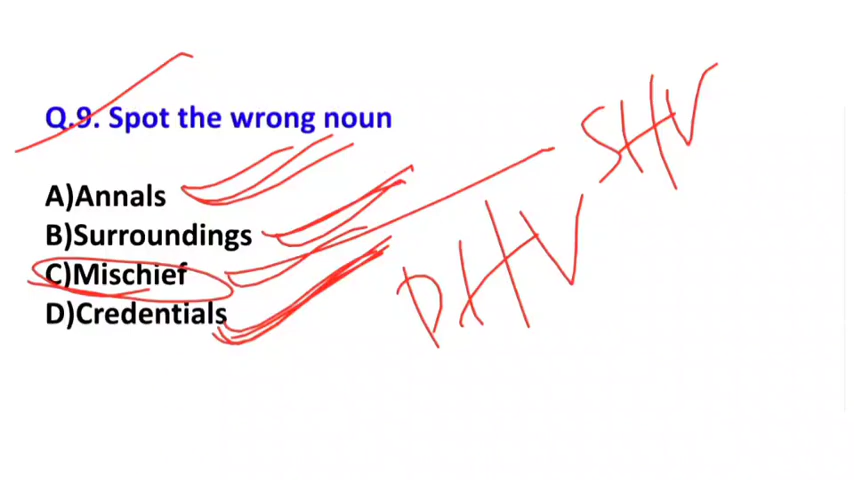 Q.9. Spot the wrong noun
A)Annals
B)Surroundings
C)Mischief
D)Credentials
SHV
DHV